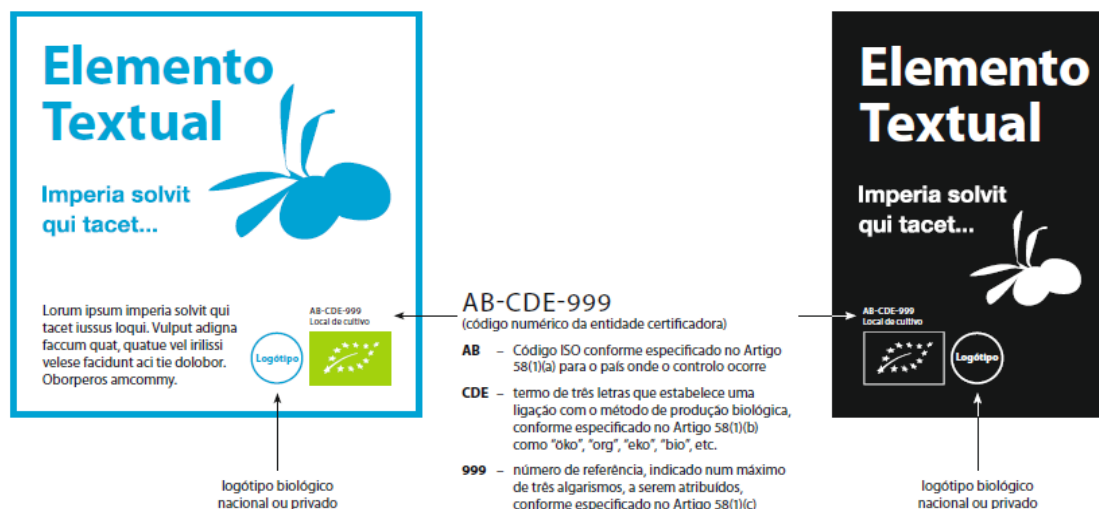 Elemento
Textual
Imperia solvit
qui tacet...
Lorum ipsum imperia solvit qui
tacet iussus loqui. Vulput adigna
faccum quat, quatue vel irilissi
velese facidunt aci tie dolobor.
Oborperos amcommy.
Logótipo
AB-CDE-999
Local de cultivo
logótipo biológico
nacional ou privado
AB-CDE-999
(código numérico da entidade certificadora)
AB – Código ISO conforme especificado no Artigo
58(1)(a) para o país onde o controlo ocorre
CDE – termo de três letras que estabelece uma
ligação com o método de produção biológica,
conforme especificado no Artigo 58(1)(b)
como "öko", "org", "eko", "bio", etc.
999 – número de referência, indicado num máximo
de três algarismos, a serem atribuídos,
conforme especificado no Artigo 58(1)(c)
Elemento
Textual
Imperia solvit
qui tacet...
AB-CDE-999
Local de cultivo
Logótipo
logótipo biológico
nacional ou privado